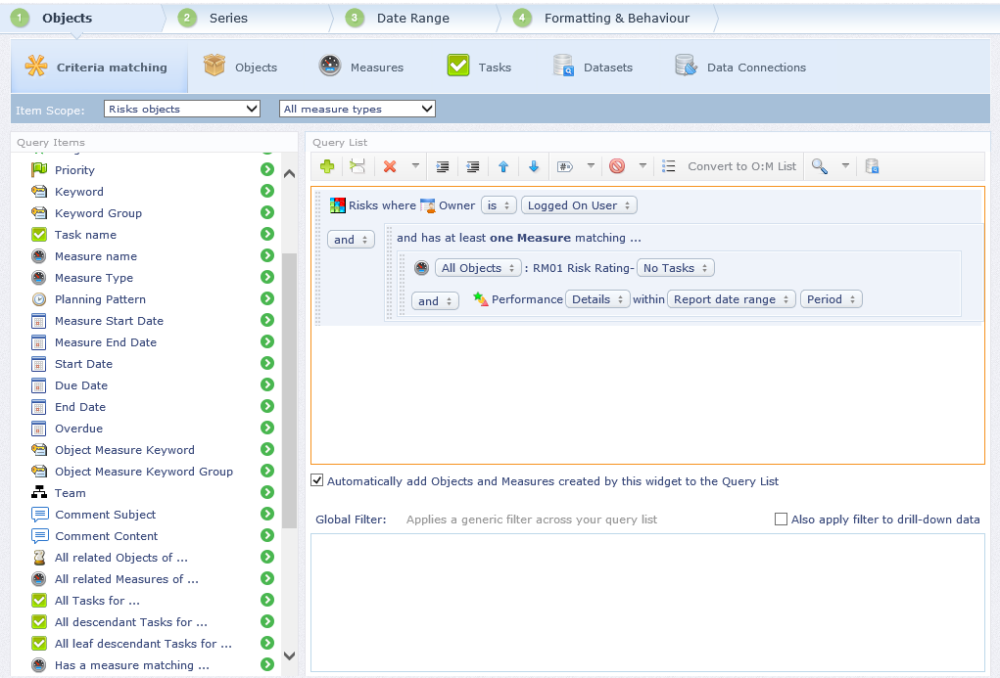 1 Objects 2 Series 3 Date Range 4 Formatting & Behaviour
Criteria matching Objects Measures Tasks Datasets Data Connections
Item Scope: Risks objects All measure types
Query Items
Priority
Keyword
Keyword Group
Task name
Measure name
Measure Type
Planning Pattern
Measure Start Date
Measure End Date
Start Date
Due Date
End Date
Overdue
Object Measure Keyword
Object Measure Keyword Group
Team
Comment Subject
Comment Content
All related Objects of ...
All related Measures of ...
All Tasks for ...
All descendant Tasks for ...
All leaf descendant Tasks for ...
Has a measure matching ...
Query List
Convert to O:M List
Risks where Owner is Logged On User
and and has at least one Measure matching ...
All Objects : RM01 Risk Rating- No Tasks
and Performance Details within Report date range Period
Automatically add Objects and Measures created by this widget to the Query List
Global Filter: Applies a generic filter across your query list Also apply filter to drill-down data